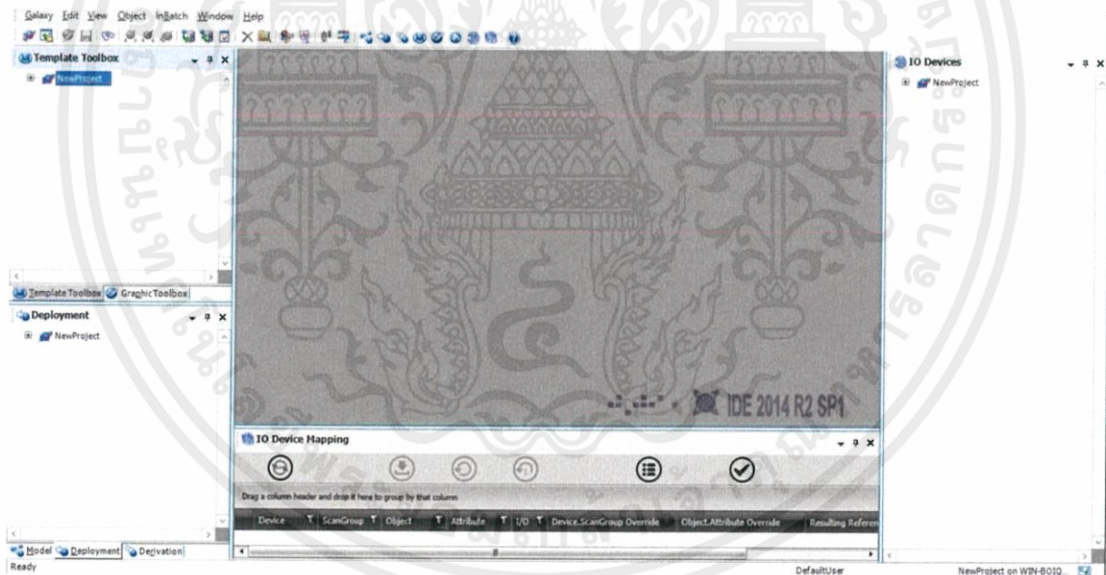 Galaxy Edit View Object InBatch Window Help
Template Toolbox
NewProject
Template Toolbox GraphicToolbox
Deployment
NewProject
Model Deployment Derivation
Ready
IDE 2014 R2 SP1
IO Device Mapping
Drag a column header and drop it here to group by that column
Device ScanGroup Object Attribute I/O Device.ScanGroup Override Object.Attribute Override Resulting Referen
IO Devices
NewProject
DefaultUser
NewProject on WIN-BOIQ...